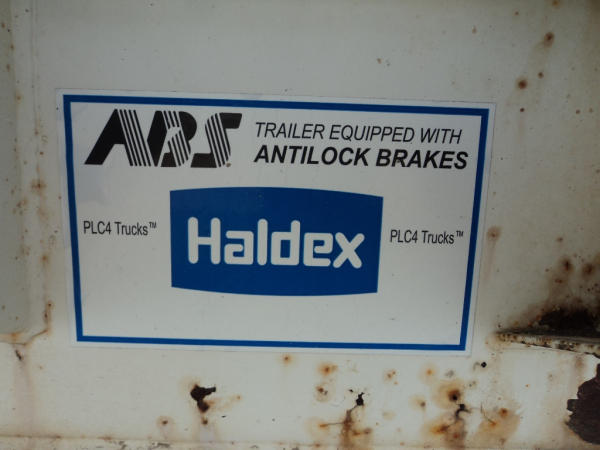 ABS TRAILER EQUIPPED WITH
ANTILOCK BRAKES
PLC4 Trucks™ Haldex PLC4 Trucks™